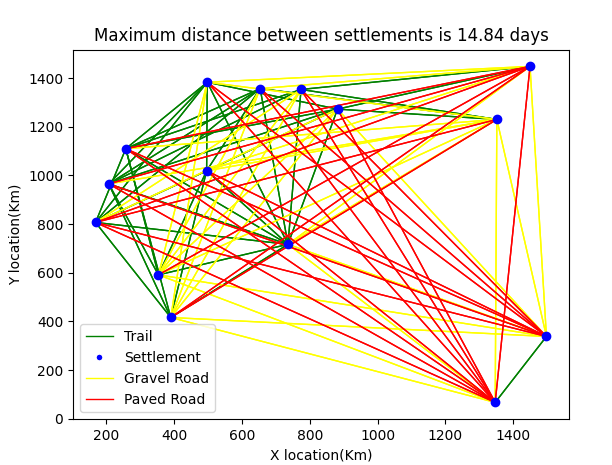 Maximum distance between settlements is 14.84 days
1400
1200
1000
800
600
400
200
0
Y location(Km)
Trail
Settlement
Gravel Road
Paved Road
200 400 600 800 1000 1200 1400
X location(Km)